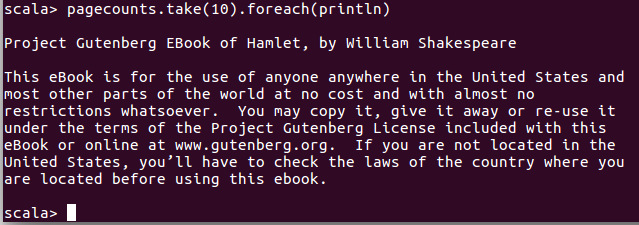 scala> pagecounts.take(10).foreach(println)
Project Gutenberg EBook of Hamlet, by William Shakespeare
This eBook is for the use of anyone anywhere in the United States and
most other parts of the world at no cost and with almost no
restrictions whatsoever.  You may copy it, give it away or re-use it
under the terms of the Project Gutenberg License included with this
eBook or online at www.gutenberg.org.  If you are not located in the
United States, you’ll have to check the laws of the country where you
are located before using this ebook.
scala>